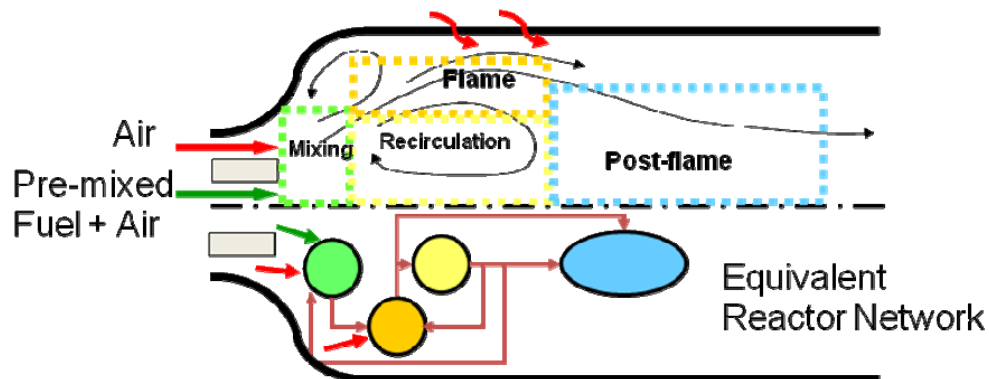 Flame
Air
Mixing
Recirculation
Pre-mixed
Fuel + Air
Post-flame
Equivalent
Reactor Network